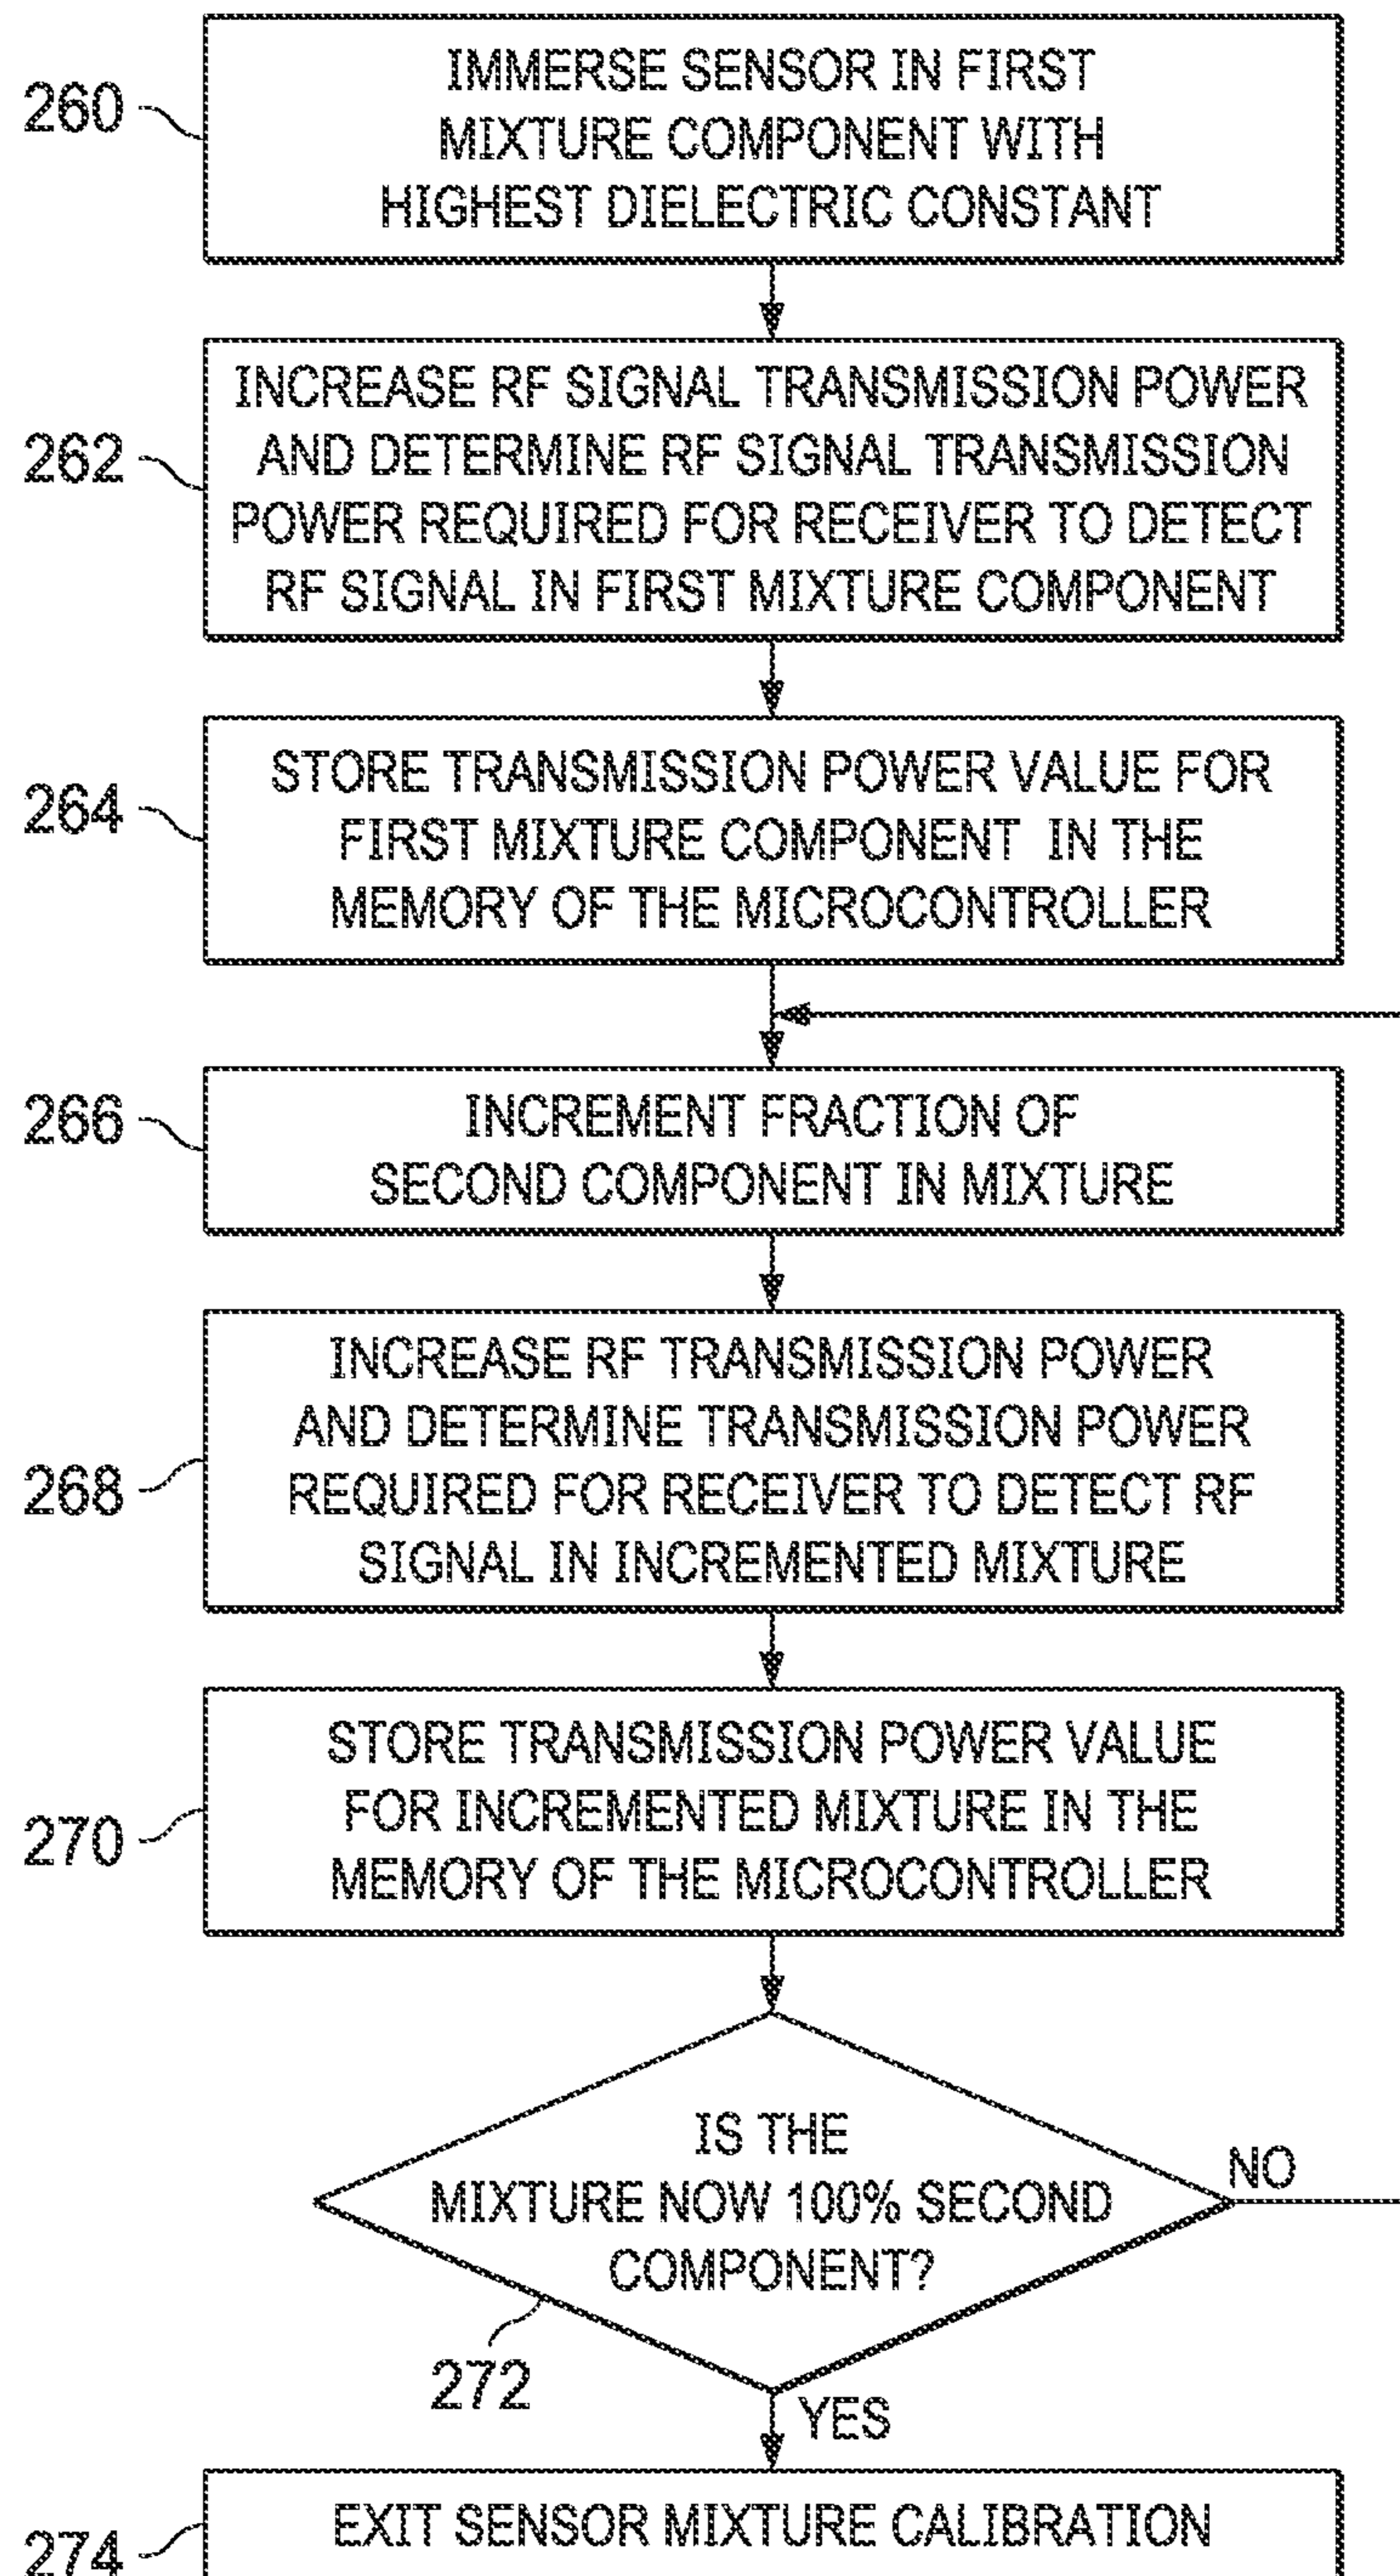 260
IMMERSE SENSOR IN FIRST
MIXTURE COMPONENT WITH
HIGHEST DIELECTRIC CONSTANT
262
INCREASE RF SIGNAL TRANSMISSION POWER
AND DETERMINE RF SIGNAL TRANSMISSION
POWER REQUIRED FOR RECEIVER TO DETECT
RF SIGNAL IN FIRST MIXTURE COMPONENT
264
STORE TRANSMISSION POWER VALUE FOR
FIRST MIXTURE COMPONENT IN THE
MEMORY OF THE MICROCONTROLLER
266
INCREMENT FRACTION OF
SECOND COMPONENT IN MIXTURE
268
INCREASE RF TRANSMISSION POWER
AND DETERMINE TRANSMISSION POWER
REQUIRED FOR RECEIVER TO DETECT RF
SIGNAL IN INCREMENTED MIXTURE
270
STORE TRANSMISSION POWER VALUE
FOR INCREMENTED MIXTURE IN THE
MEMORY OF THE MICROCONTROLLER
IS THE
MIXTURE NOW 100% SECOND
COMPONENT?
NO
272
YES
274
EXIT SENSOR MIXTURE CALIBRATION